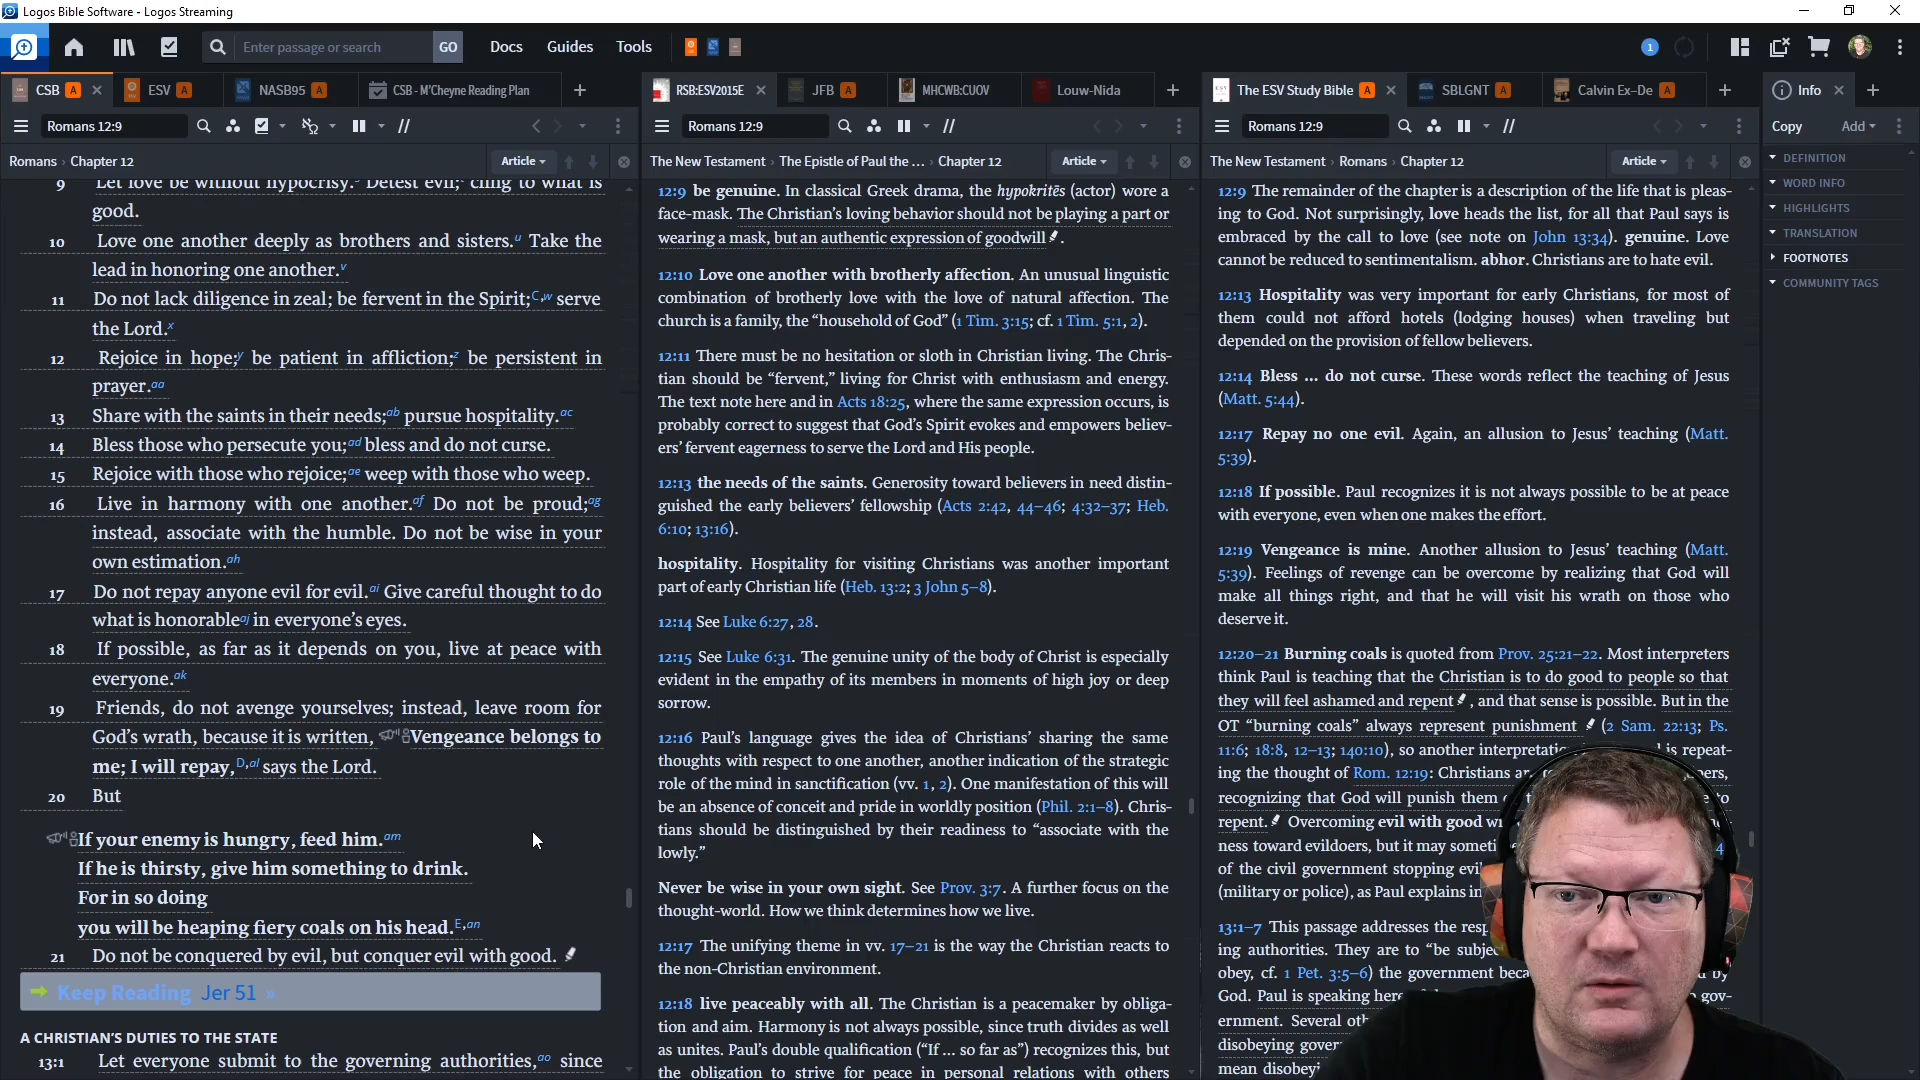 Logos Bible Software - Logos Streaming
Enter passage or search
GO
Docs
Guides
Tools
1
CSB A
ESV A
NASB95 A
CSB - M'Cheyne Reading Plan
RSB:ESV2015E
JFB A
MHCWB:CUOV
Louw-Nida
The ESV Study Bible A
SBLGNT A
Calvin Ex-De A
Info
Romans 12:9
Romans 12:9
Romans 12:9
Copy
Add
Romans › Chapter 12
Article
The New Testament › The Epistle of Paul the ... › Chapter 12
Article
The New Testament › Romans › Chapter 12
Article
9 Let love be without hypocrisy. Detest evil; cling to what is
good.
10 Love one another deeply as brothers and sisters.u Take the
lead in honoring one another.v
11 Do not lack diligence in zeal; be fervent in the Spirit;C,w serve
the Lord.x
12 Rejoice in hope;y be patient in affliction;z be persistent in
prayer.aa
13 Share with the saints in their needs;ab pursue hospitality.ac
14 Bless those who persecute you;ad bless and do not curse.
15 Rejoice with those who rejoice;ae weep with those who weep.
16 Live in harmony with one another.af Do not be proud;ag
instead, associate with the humble. Do not be wise in your
own estimation.ah
17 Do not repay anyone evil for evil.ai Give careful thought to do
what is honorableaj in everyone's eyes.
18 If possible, as far as it depends on you, live at peace with
everyone.ak
19 Friends, do not avenge yourselves; instead, leave room for
God's wrath, because it is written, Vengeance belongs to
me; I will repay,D,al says the Lord.
20 But
If your enemy is hungry, feed him.am
If he is thirsty, give him something to drink.
For in so doing
you will be heaping fiery coals on his head.E,an
21 Do not be conquered by evil, but conquer evil with good.
Keep Reading Jer 51 »
A CHRISTIAN'S DUTIES TO THE STATE
13:1 Let everyone submit to the governing authorities,ao since
12:9 be genuine. In classical Greek drama, the hypokritēs (actor) wore a
face-mask. The Christian's loving behavior should not be playing a part or
wearing a mask, but an authentic expression of goodwill.
12:10 Love one another with brotherly affection. An unusual linguistic
combination of brotherly love with the love of natural affection. The
church is a family, the “household of God” (1 Tim. 3:15; cf. 1 Tim. 5:1, 2).
12:11 There must be no hesitation or sloth in Christian living. The Chris-
tian should be “fervent,” living for Christ with enthusiasm and energy.
The text note here and in Acts 18:25, where the same expression occurs, is
probably correct to suggest that God's Spirit evokes and empowers believ-
ers' fervent eagerness to serve the Lord and His people.
12:13 the needs of the saints. Generosity toward believers in need distin-
guished the early believers' fellowship (Acts 2:42, 44–46; 4:32–37; Heb.
6:10; 13:16).
hospitality. Hospitality for visiting Christians was another important
part of early Christian life (Heb. 13:2; 3 John 5–8).
12:14 See Luke 6:27, 28.
12:15 See Luke 6:31. The genuine unity of the body of Christ is especially
evident in the empathy of its members in moments of high joy or deep
sorrow.
12:16 Paul's language gives the idea of Christians' sharing the same
thoughts with respect to one another, another indication of the strategic
role of the mind in sanctification (vv. 1, 2). One manifestation of this will
be an absence of conceit and pride in worldly position (Phil. 2:1–8). Chris-
tians should be distinguished by their readiness to “associate with the
lowly.”
Never be wise in your own sight. See Prov. 3:7. A further focus on the
thought-world. How we think determines how we live.
12:17 The unifying theme in vv. 17–21 is the way the Christian reacts to
the non-Christian environment.
12:18 live peaceably with all. The Christian is a peacemaker by obliga-
tion and aim. Harmony is not always possible, since truth divides as well
as unites. Paul's double qualification (“If ... so far as”) recognizes this, but
the obligation to strive for peace in personal relations with others
12:9 The remainder of the chapter is a description of the life that is pleas-
ing to God. Not surprisingly, love heads the list, for all that Paul says is
embraced by the call to love (see note on John 13:34). genuine. Love
cannot be reduced to sentimentalism. abhor. Christians are to hate evil.
12:13 Hospitality was very important for early Christians, for most of
them could not afford hotels (lodging houses) when traveling but
depended on the provision of fellow believers.
12:14 Bless ... do not curse. These words reflect the teaching of Jesus
(Matt. 5:44).
12:17 Repay no one evil. Again, an allusion to Jesus' teaching (Matt.
5:39).
12:18 If possible. Paul recognizes it is not always possible to be at peace
with everyone, even when one makes the effort.
12:19 Vengeance is mine. Another allusion to Jesus' teaching (Matt.
5:39). Feelings of revenge can be overcome by realizing that God will
make all things right, and that he will visit his wrath on those who
deserve it.
12:20–21 Burning coals is quoted from Prov. 25:21–22. Most interpreters
think Paul is teaching that the Christian is to do good to people so that
they will feel ashamed and repent, and that sense is possible. But in the
OT “burning coals” always represent punishment (2 Sam. 22:13; Ps.
11:6; 18:8, 12–13; 140:10), so another is repeat-
ing the thought of Rom. 12:19: Christians
recognizing that God will punish them to
repent. Overcoming evil with good
ness toward evildoers, but it may 4
of the civil government stopping
(military or police), as Paul explains in
13:1–7 This passage addresses the
ing authorities. They are to “be
obey, cf. 1 Pet. 3:5–6) the government by
God. Paul is speaking here gov-
ernment. Several
disobeying
mean
DEFINITION
WORD INFO
HIGHLIGHTS
TRANSLATION
FOOTNOTES
COMMUNITY TAGS